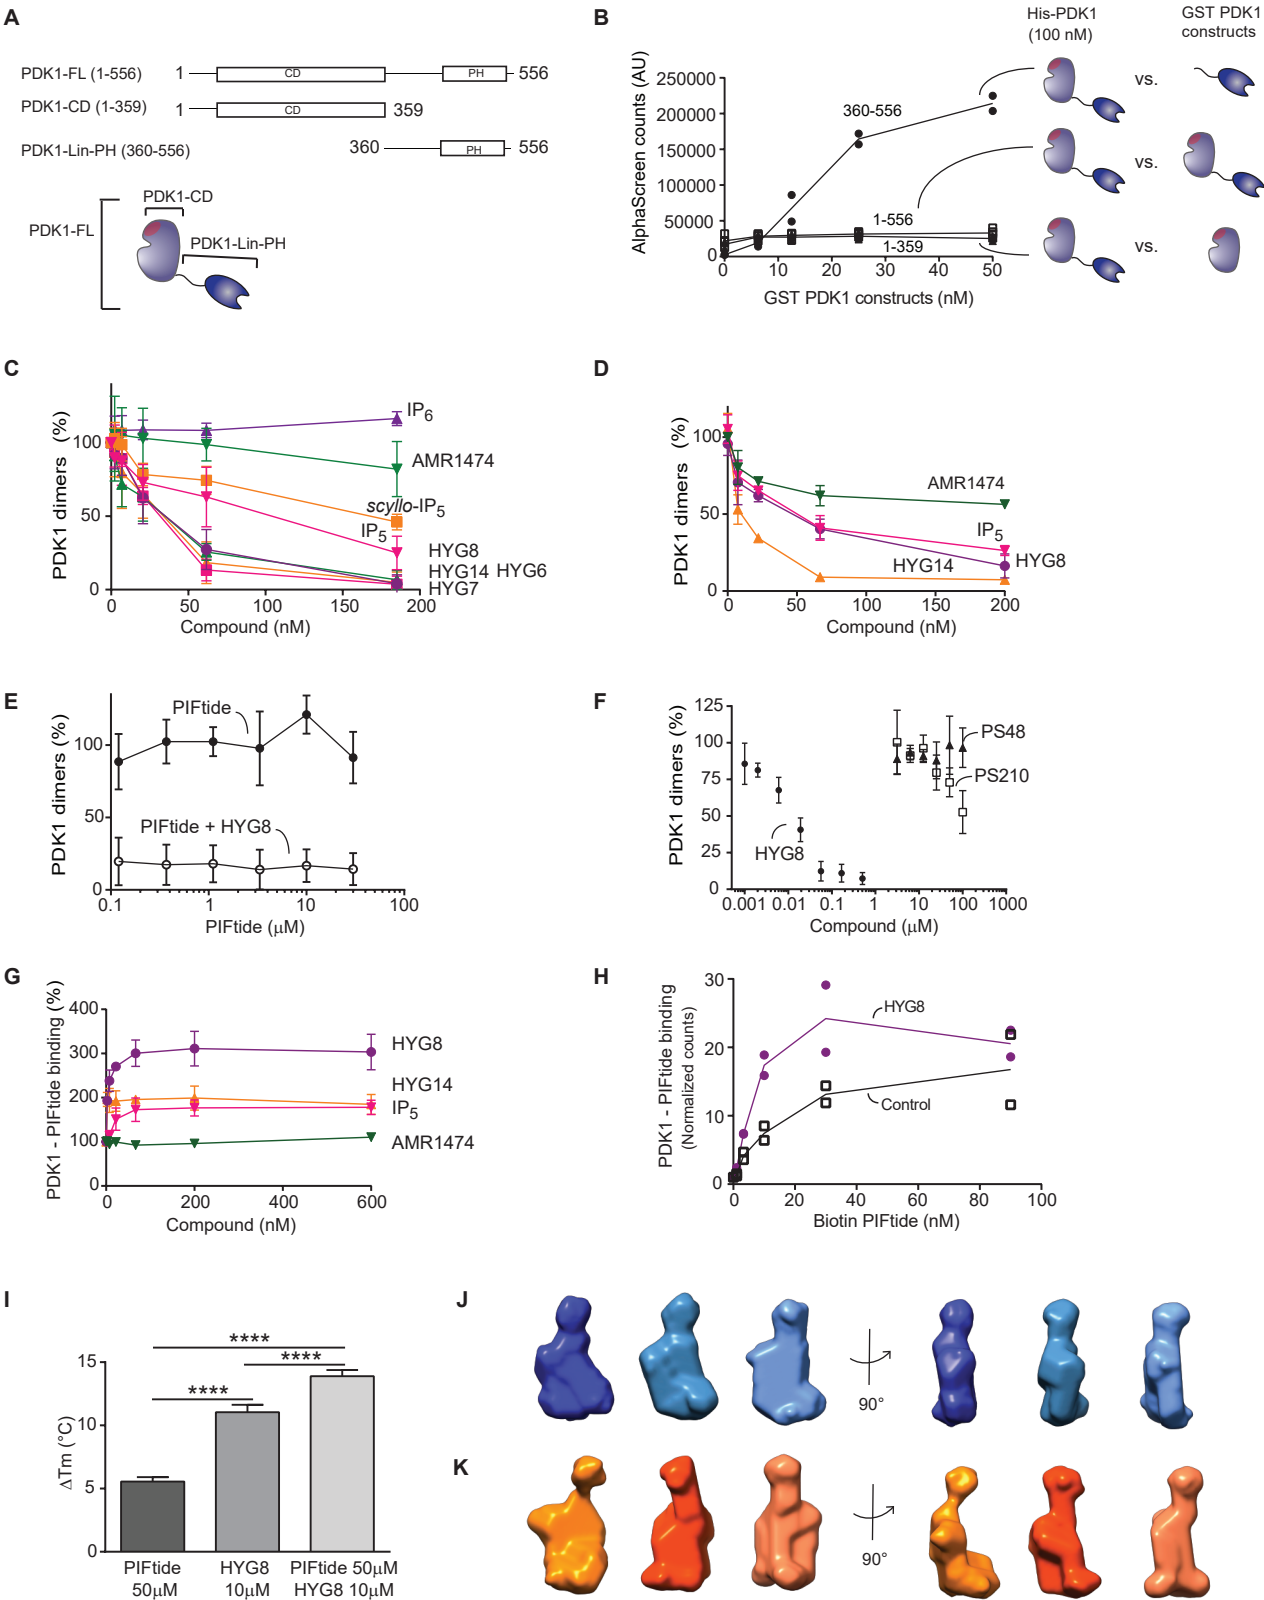 A
PDK1-FL (1-556)
1
CD
PH
556
PDK1-CD (1-359)
1
CD
359
PDK1-Lin-PH (360-556)
360
PH
556
PDK1-CD
PDK1-FL
PDK1-Lin-PH
B
His-PDK1
(100 nM)
GST PDK1
constructs
AlphaScreen counts (AU)
250000
200000
150000
100000
50000
0
360-556
1-556
1-359
0 10 20 30 40 50
GST PDK1 constructs (nM)
vs.
vs.
vs.
C
PDK1 dimers (%)
100
50
0
IP6
AMR1474
scyllo-IP5
IP5
HYG8
HYG14 HYG6
HYG7
0 50 100 150 200
Compound (nM)
D
PDK1 dimers (%)
100
50
0
AMR1474
IP5
HYG14
HYG8
0 50 100 150 200
Compound (nM)
E
PDK1 dimers (%)
100
50
0
PIFtide
PIFtide + HYG8
0.1 1 10 100
PIFtide (μM)
F
PDK1 dimers (%)
125
100
75
50
25
0
PS48
PS210
HYG8
0.001 0.01 0.1 1 10 100 1000
Compound (μM)
G
PDK1 - PIFtide binding (%)
400
300
200
100
0
HYG8
HYG14
IP5
AMR1474
0 200 400 600
Compound (nM)
H
PDK1 - PIFtide binding
(Normalized counts)
30
20
10
0
HYG8
Control
0 20 40 60 80 100
Biotin PIFtide (nM)
I
ΔTm (°C)
15
10
5
0
****
****
****
PIFtide
50μM
HYG8
10μM
PIFtide 50μM
HYG8 10μM
J
90°
K
90°